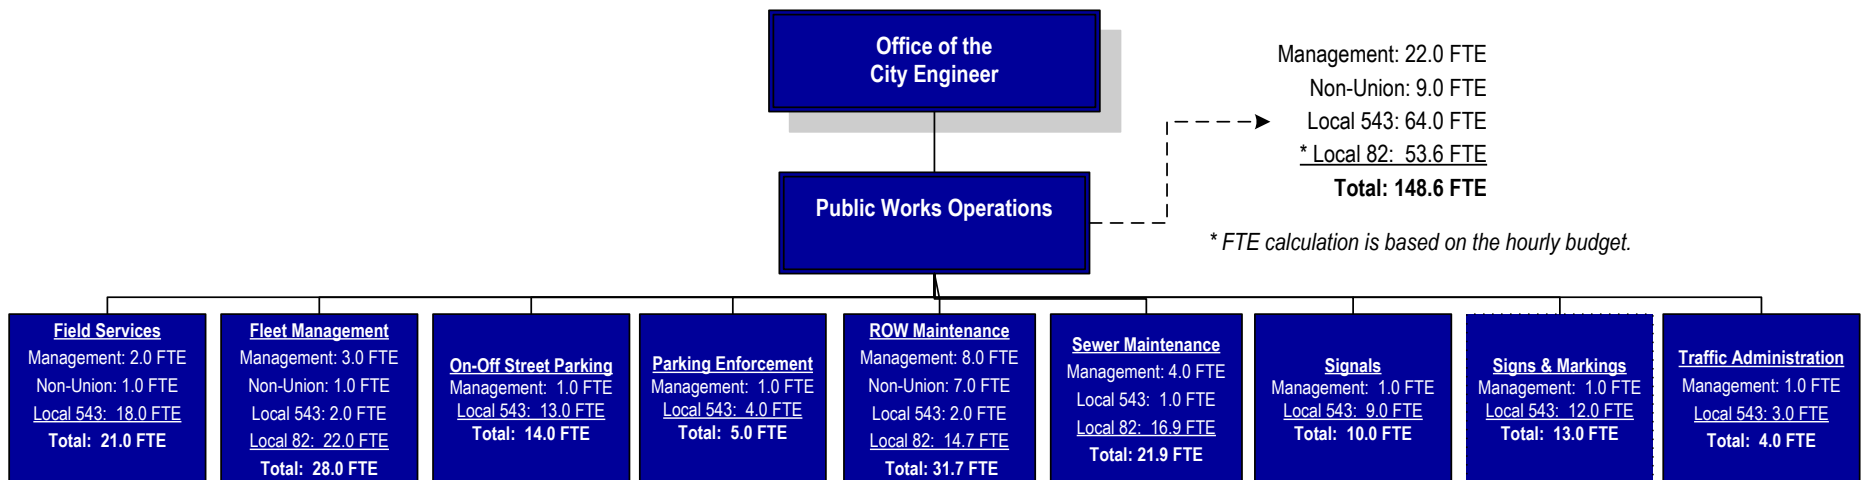 Office of the
City Engineer
Management: 22.0 FTE
Non-Union: 9.0 FTE
Local 543: 64.0 FTE
* Local 82: 53.6 FTE
Total: 148.6 FTE
Public Works Operations
* FTE calculation is based on the hourly budget.
Field Services
Management: 2.0 FTE
Non-Union: 1.0 FTE
Local 543: 18.0 FTE
Total: 21.0 FTE
Fleet Management
Management: 3.0 FTE
Non-Union: 1.0 FTE
Local 543: 2.0 FTE
Local 82: 22.0 FTE
Total: 28.0 FTE
On-Off Street Parking
Management: 1.0 FTE
Local 543: 13.0 FTE
Total: 14.0 FTE
Parking Enforcement
Management: 1.0 FTE
Local 543: 4.0 FTE
Total: 5.0 FTE
ROW Maintenance
Management: 8.0 FTE
Non-Union: 7.0 FTE
Local 543: 2.0 FTE
Local 82: 14.7 FTE
Total: 31.7 FTE
Sewer Maintenance
Management: 4.0 FTE
Local 543: 1.0 FTE
Local 82: 16.9 FTE
Total: 21.9 FTE
Signals
Management: 1.0 FTE
Local 543: 9.0 FTE
Total: 10.0 FTE
Signs & Markings
Management: 1.0 FTE
Local 543: 12.0 FTE
Total: 13.0 FTE
Traffic Administration
Management: 1.0 FTE
Local 543: 3.0 FTE
Total: 4.0 FTE